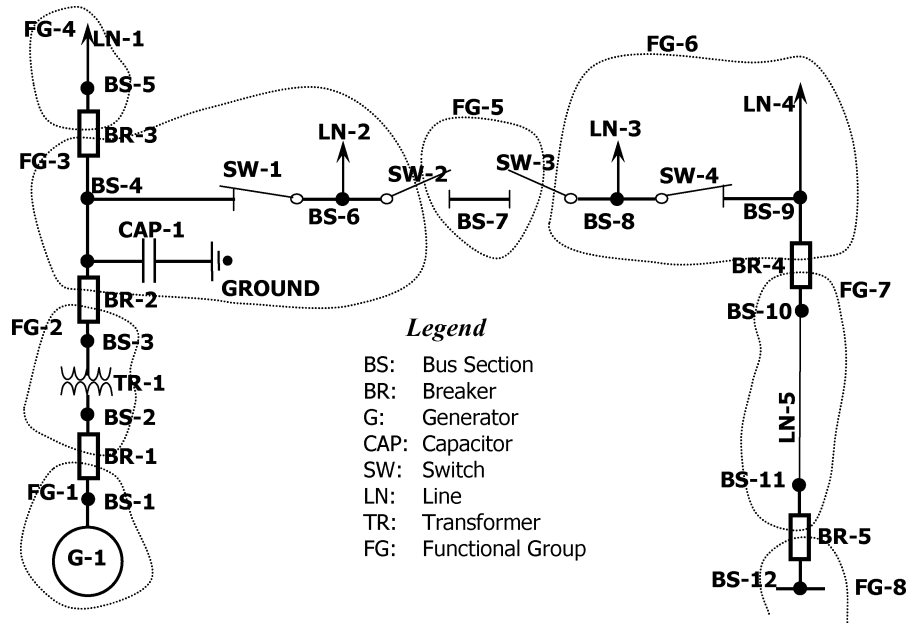 FG-4
LN-1
BS-5
BR-3
FG-3
BS-4
SW-1
LN-2
BS-6
SW-2
FG-5
BS-7
SW-3
FG-6
LN-3
BS-8
SW-4
LN-4
BS-9
CAP-1
GROUND
BR-2
FG-2
BS-3
TR-1
BS-2
BR-1
FG-1
BS-1
G-1
BR-4
FG-7
BS-10
LN-5
BS-11
BR-5
BS-12
FG-8
Legend
BS: Bus Section
BR: Breaker
G: Generator
CAP: Capacitor
SW: Switch
LN: Line
TR: Transformer
FG: Functional Group